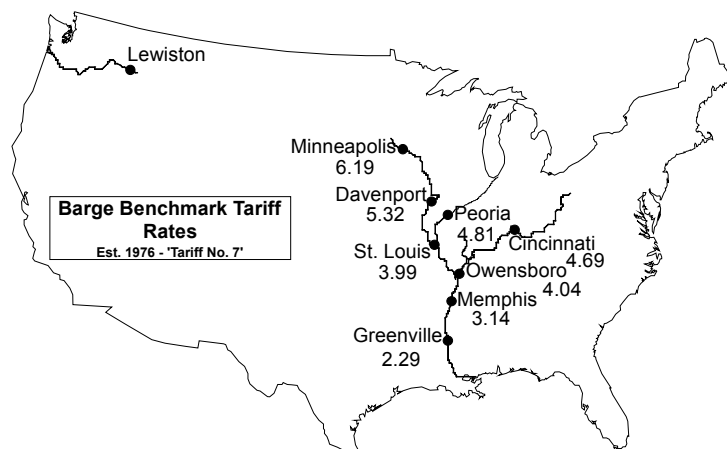 Lewiston
Minneapolis
6.19
Davenport
5.32
Barge Benchmark Tariff
Rates
Est. 1976 - 'Tariff No. 7'
Peoria
4.81
Cincinnati
4.69
St. Louis
3.99
Owensboro
4.04
Memphis
3.14
Greenville
2.29